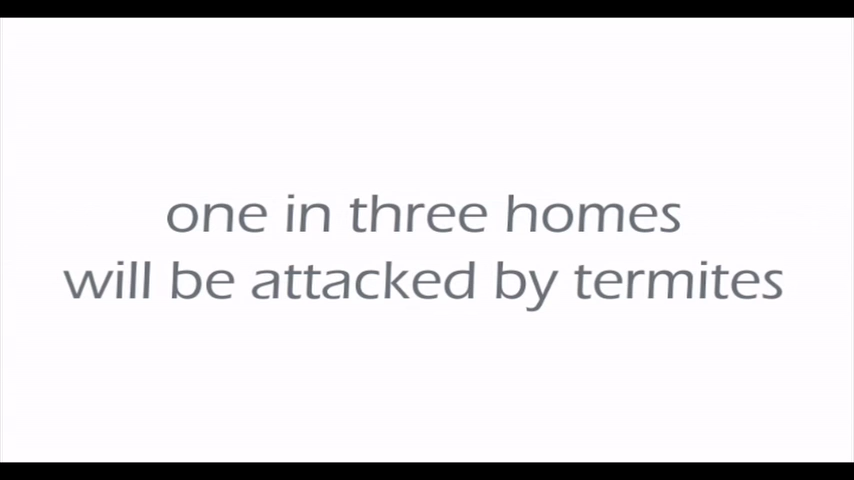 one in three homes
will be attacked by termites